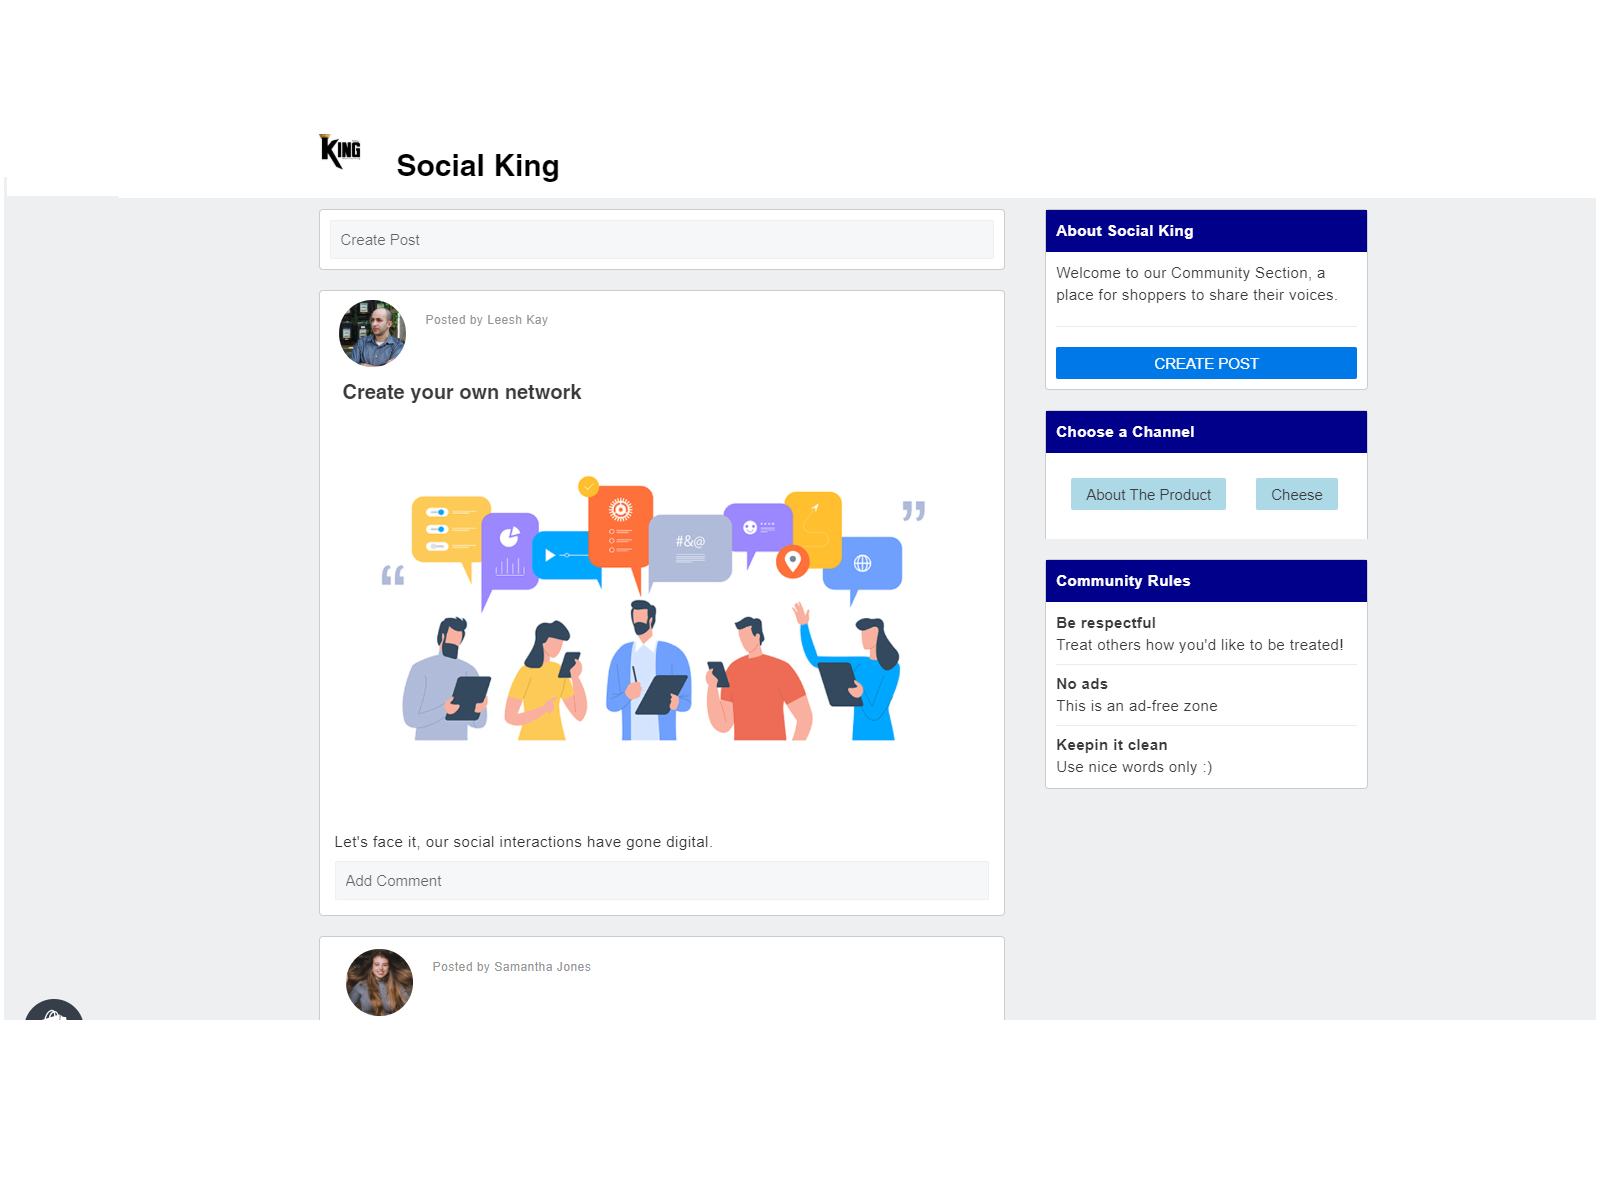 KING
Social King
Create Post
Posted by Leesh Kay
Create your own network
“
#&@
”
Let's face it, our social interactions have gone digital.
Add Comment
Posted by Samantha Jones
About Social King
Welcome to our Community Section, a
place for shoppers to share their voices.
CREATE POST
Choose a Channel
About The Product
Cheese
Community Rules
Be respectful
Treat others how you'd like to be treated!
No ads
This is an ad-free zone
Keepin it clean
Use nice words only :)